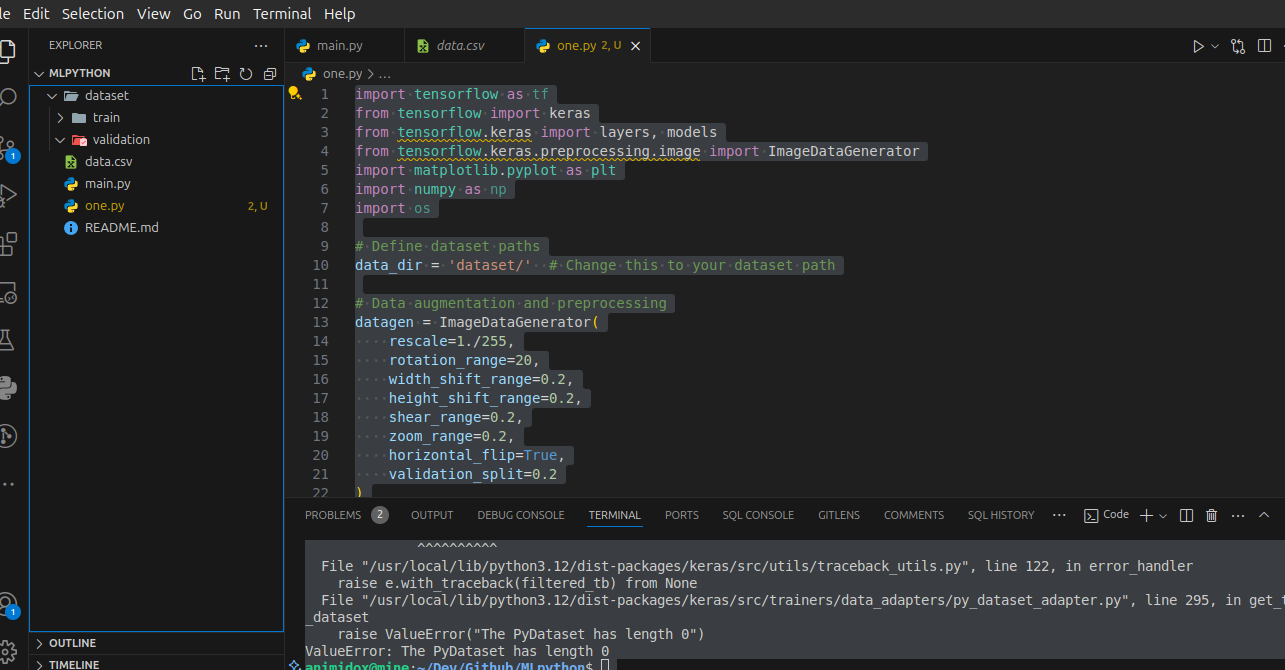 le Edit Selection View Go Run Terminal Help
EXPLORER
MLPYTHON
dataset
train
validation
data.csv
main.py
one.py 2, U
README.md
OUTLINE
TIMELINE
1
1
main.py data.csv one.py 2, U
one.py > ...
1 import tensorflow as tf
2 from tensorflow import keras
3 from tensorflow.keras import layers, models
4 from tensorflow.keras.preprocessing.image import ImageDataGenerator
5 import matplotlib.pyplot as plt
6 import numpy as np
7 import os
8
9 # Define dataset paths
10 data_dir = 'dataset/'  # Change this to your dataset path
11
12 # Data augmentation and preprocessing
13 datagen = ImageDataGenerator(
14     rescale=1./255,
15     rotation_range=20,
16     width_shift_range=0.2,
17     height_shift_range=0.2,
18     shear_range=0.2,
19     zoom_range=0.2,
20     horizontal_flip=True,
21     validation_split=0.2
22 )
PROBLEMS 2 OUTPUT DEBUG CONSOLE TERMINAL PORTS SQL CONSOLE GITLENS COMMENTS SQL HISTORY ... Code
^^^^^^^^^^
File "/usr/local/lib/python3.12/dist-packages/keras/src/utils/traceback_utils.py", line 122, in error_handler
raise e.with_traceback(filtered_tb) from None
File "/usr/local/lib/python3.12/dist-packages/keras/src/trainers/data_adapters/py_dataset_adapter.py", line 295, in get_t
_dataset
raise ValueError("The PyDataset has length 0")
ValueError: The PyDataset has length 0
animidox@mine:~/Dev/Github/MLpython$